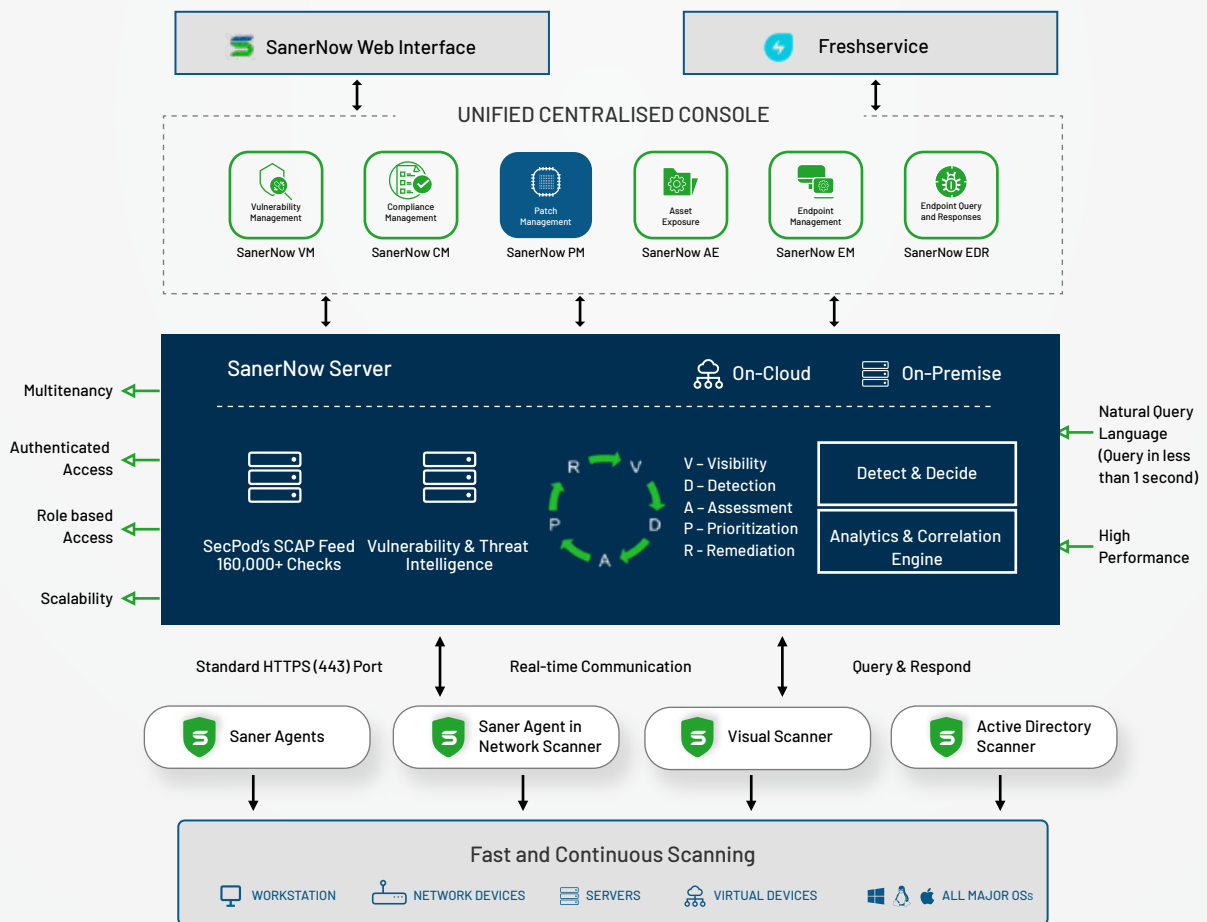 SanerNow Web Interface
Freshservice
UNIFIED CENTRALISED CONSOLE
Vulnerability
Management
Compliance
Management
Patch
Management
Asset
Exposure
Endpoint
Management
Endpoint Query
and Responses
SanerNow VM
SanerNow CM
SanerNow PM
SanerNow AE
SanerNow EM
SanerNow EDR
SanerNow Server
On-Cloud
On-Premise
Multitenancy
Authenticated
Access
Role based
Access
Scalability
SecPod's SCAP Feed
160,000+ Checks
Vulnerability & Threat
Intelligence
R
V
D
A
P
V – Visibility
D – Detection
A – Assessment
P – Prioritization
R - Remediation
Detect & Decide
Analytics & Correlation
Engine
Natural Query
Language
(Query in less
than 1 second)
High
Performance
Standard HTTPS (443) Port
Real-time Communication
Query & Respond
Saner Agents
Saner Agent in
Network Scanner
Visual Scanner
Active Directory
Scanner
Fast and Continuous Scanning
WORKSTATION
NETWORK DEVICES
SERVERS
VIRTUAL DEVICES
ALL MAJOR OSs